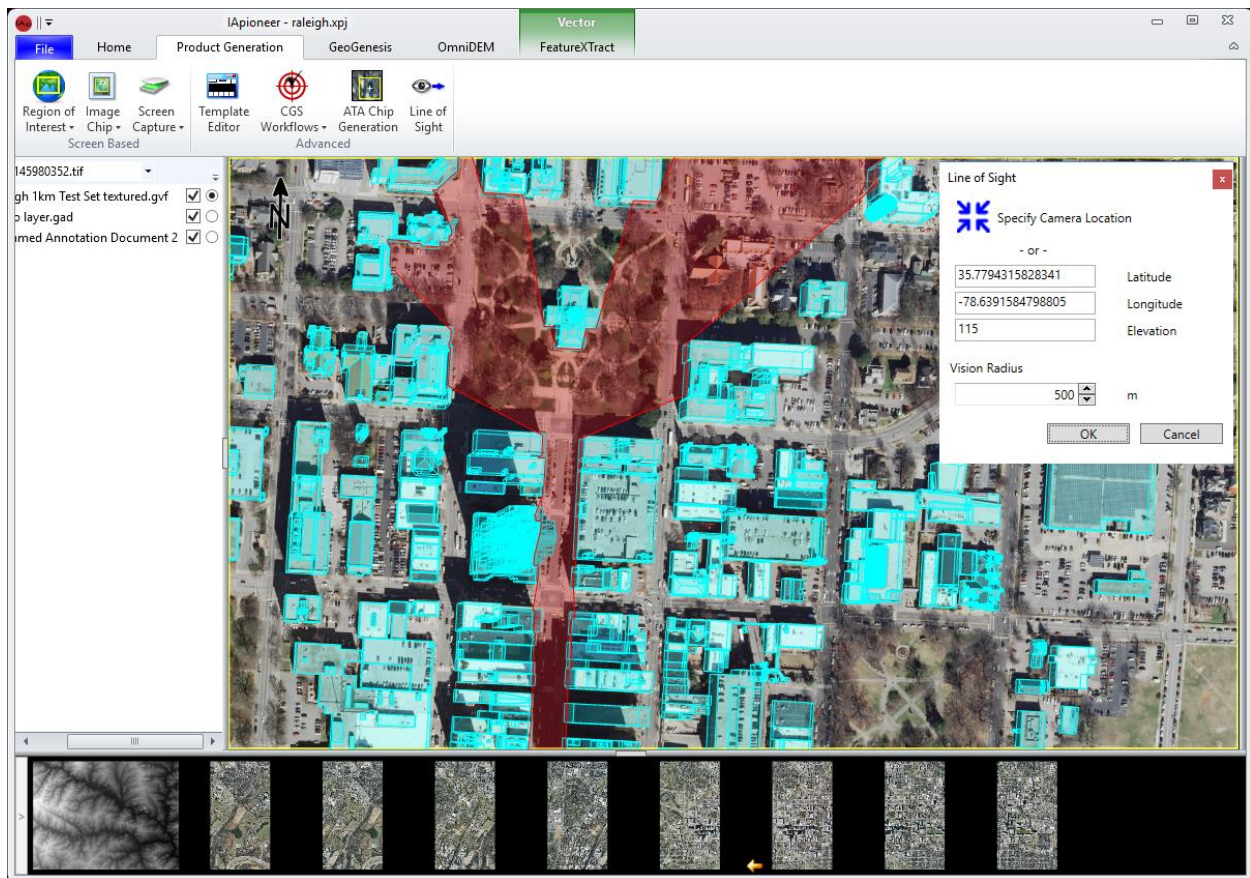 IAp
IApioneer - raleigh.xpj
Vector
File
Home
Product Generation
GeoGenesis
OmniDEM
FeatureXTract
Region of
Interest
Image
Chip
Screen
Capture
Template
Editor
CGS
Workflows
ATA Chip
Generation
Line of
Sight
Screen Based
Advanced
145980352.tif
gh 1km Test Set textured.gvf
o layer.gad
amed Annotation Document 2
N
Line of Sight
x
Specify Camera Location
- or -
35.7794315828341 Latitude
-78.6391584798805 Longitude
115 Elevation
Vision Radius
500 m
OK Cancel
>